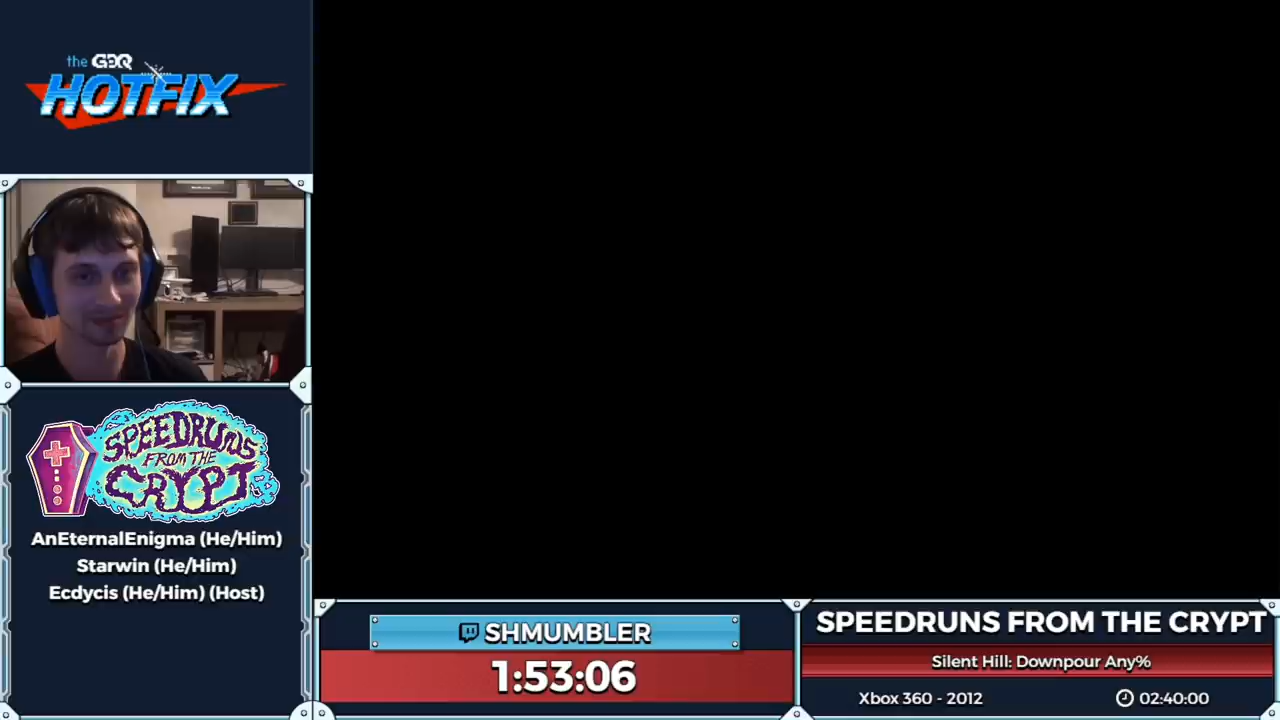 the GDQ
HOTFIX
SPEEDRUNS
FROM THE
CRYPT
AnEternalEnigma (He/Him)
Starwin (He/Him)
Ecdycis (He/Him) (Host)
SHMUMBLER
1:53:06
SPEEDRUNS FROM THE CRYPT
Silent Hill: Downpour Any%
Xbox 360 - 2012
02:40:00